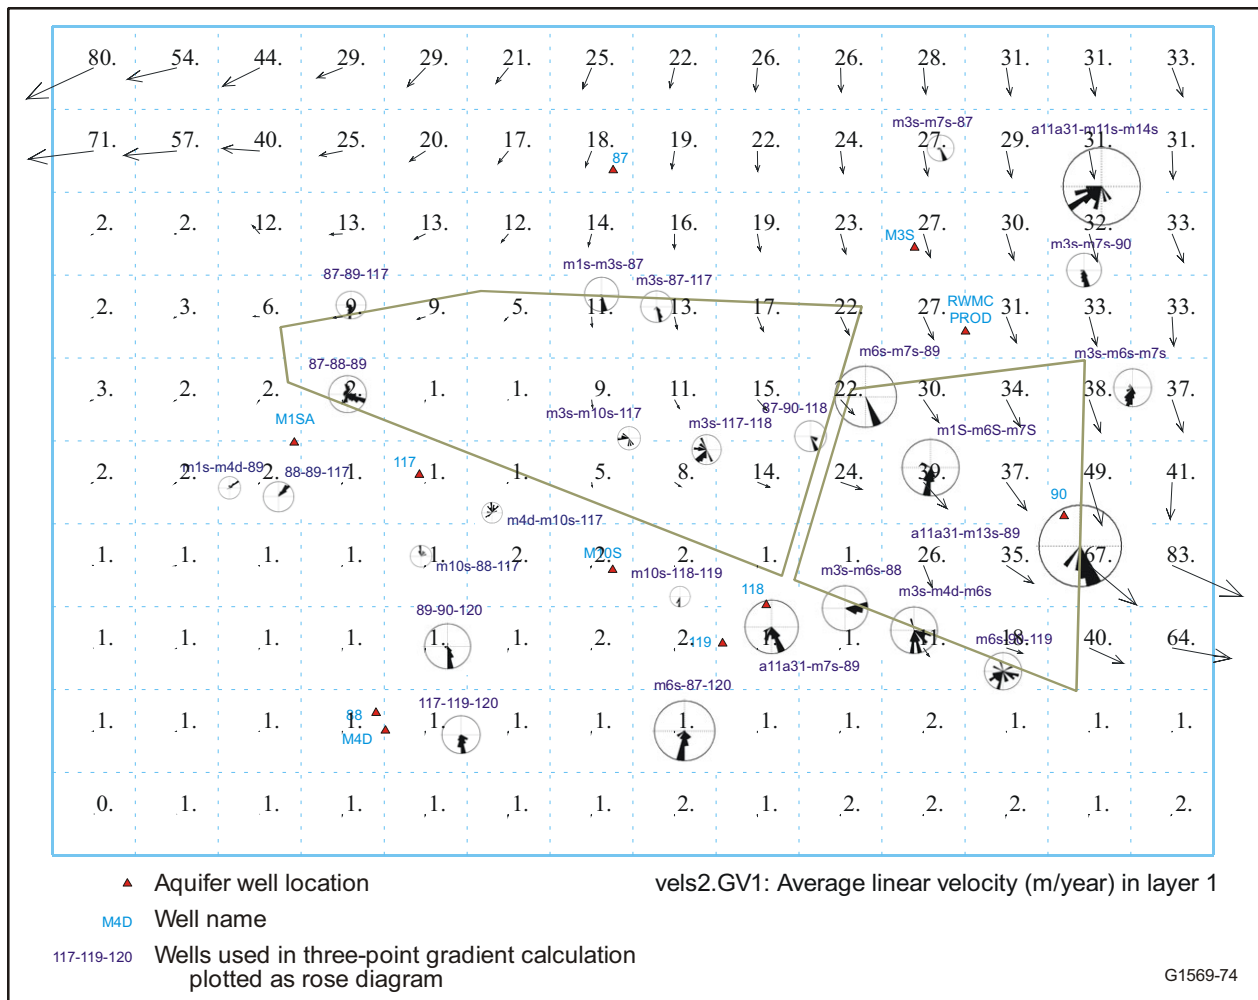 80. 54. 44. 29. 29. 21. 25. 22. 26. 26. 28. 31. 31. 33.
m3s-m7s-87
a11a31-m11s-m14s
71. 57. 40. 25. 20. 17. 18. 19. 22. 24. 27. 29. 31. 31.
87
2. 2. 12. 13. 13. 12. 14. 16. 19. 23. 27. 30. 32. 33.
M3S
m3s-m7s-90
87-89-117
m1s-m3s-87
m3s-87-117
2. 3. 6. 9. 9. 5. 11. 13. 17. 22. 27. 31. 33. 33.
RWMC
PROD
m6s-m7s-89
m3s-m6s-m7s
87-88-89
3. 2. 2. 2. 1. 1. 9. 11. 15. 22. 30. 34. 38. 37.
M1SA
m3s-m10s-117
m3s-117-118
87-90-118
m1S-m6S-m7S
2. 2. 2. 1. 1. 1. 5. 8. 14. 24. 39. 37. 49. 41.
m1s-m4d-89
88-89-117
117
90
m4d-m10s-117
a11a31-m13s-89
1. 1. 1. 1. 1. 2. 2. 2. 1. 1. 26. 35. 67. 83.
M10S
m10s-88-117
m10s-118-119
m3s-m6s-88
m3s-m4d-m6s
118
89-90-120
1. 1. 1. 1. 1. 1. 2. 2. 1. 1. 11. 18. 40. 64.
119
m6s-90-119
a11a31-m7s-89
m6s-87-120
117-119-120
1. 1. 1. 1. 1. 1. 1. 1. 1. 1. 2. 1. 1. 1.
88
M4D
0. 1. 1. 1. 1. 1. 1. 2. 1. 2. 2. 2. 1. 2.
Aquifer well location
vels2.GV1: Average linear velocity (m/year) in layer 1
M4D Well name
117-119-120 Wells used in three-point gradient calculation
plotted as rose diagram
G1569-74